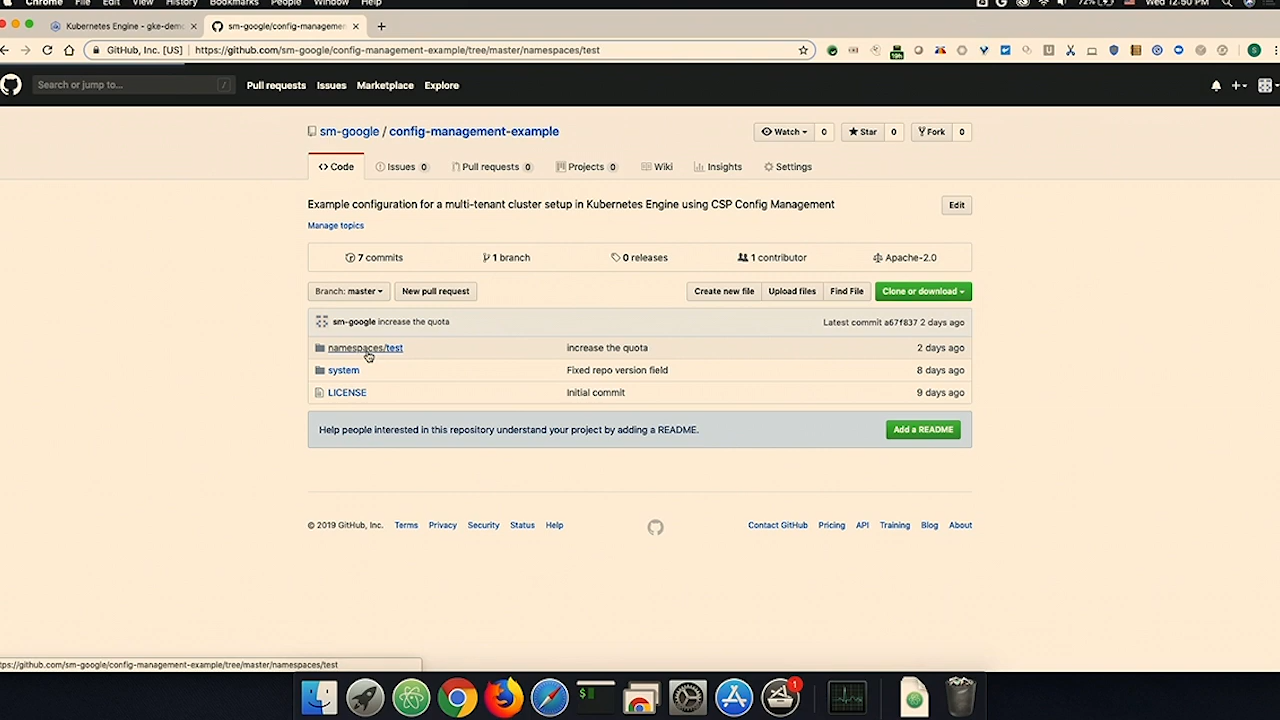 Chrome File Edit View History Bookmarks People Window Help 72% Wed 12:50 PM
Kubernetes Engine - gke-demo × sm-google/config-management- ×
GitHub, Inc. [US] https://github.com/sm-google/config-management-example/tree/master/namespaces/test
Search or jump to... / Pull requests Issues Marketplace Explore
sm-google / config-management-example
Watch 0 Star 0 Fork 0
Code Issues 0 Pull requests 0 Projects 0 Wiki Insights Settings
Example configuration for a multi-tenant cluster setup in Kubernetes Engine using CSP Config Management Edit
Manage topics
7 commits 1 branch 0 releases 1 contributor Apache-2.0
Branch: master New pull request Create new file Upload files Find File Clone or download
sm-google increase the quota Latest commit a67f837 2 days ago
namespaces/test increase the quota 2 days ago
system Fixed repo version field 8 days ago
LICENSE Initial commit 9 days ago
Help people interested in this repository understand your project by adding a README. Add a README
© 2019 GitHub, Inc. Terms Privacy Security Status Help Contact GitHub Pricing API Training Blog About
tps://github.com/sm-google/config-management-example/tree/master/namespaces/test
$
1